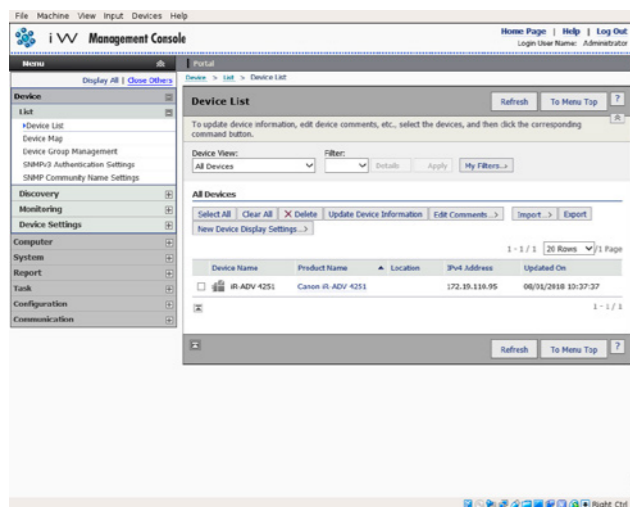 File Machine View Input Devices Help
iW Management Console
Home Page | Help | Log Out
Login User Name: Administrator
Menu
Portal
Display All | Close Others
Device > List > Device List
Device
List
Device List
Device Map
Device Group Management
SNMPv3 Authentication Settings
SNMP Community Name Settings
Discovery
Monitoring
Device Settings
Computer
System
Report
Task
Configuration
Communication
Device List
Refresh To Menu Top ?
To update device information, edit device comments, etc., select the devices, and then click the corresponding
command button.
Device View: Filter:
All Devices Details Apply My Filters...>
All Devices
Select All Clear All Delete Update Device Information Edit Comments...> Import...> Export
New Device Display Settings...>
1 - 1 / 1 20 Rows /1 Page
Device Name Product Name Location IPv4 Address Updated On
iR-ADV 4251 Canon iR-ADV 4251 172.19.110.95 08/01/2018 10:37:37
1 - 1 / 1
Refresh To Menu Top ?
Right Ctrl